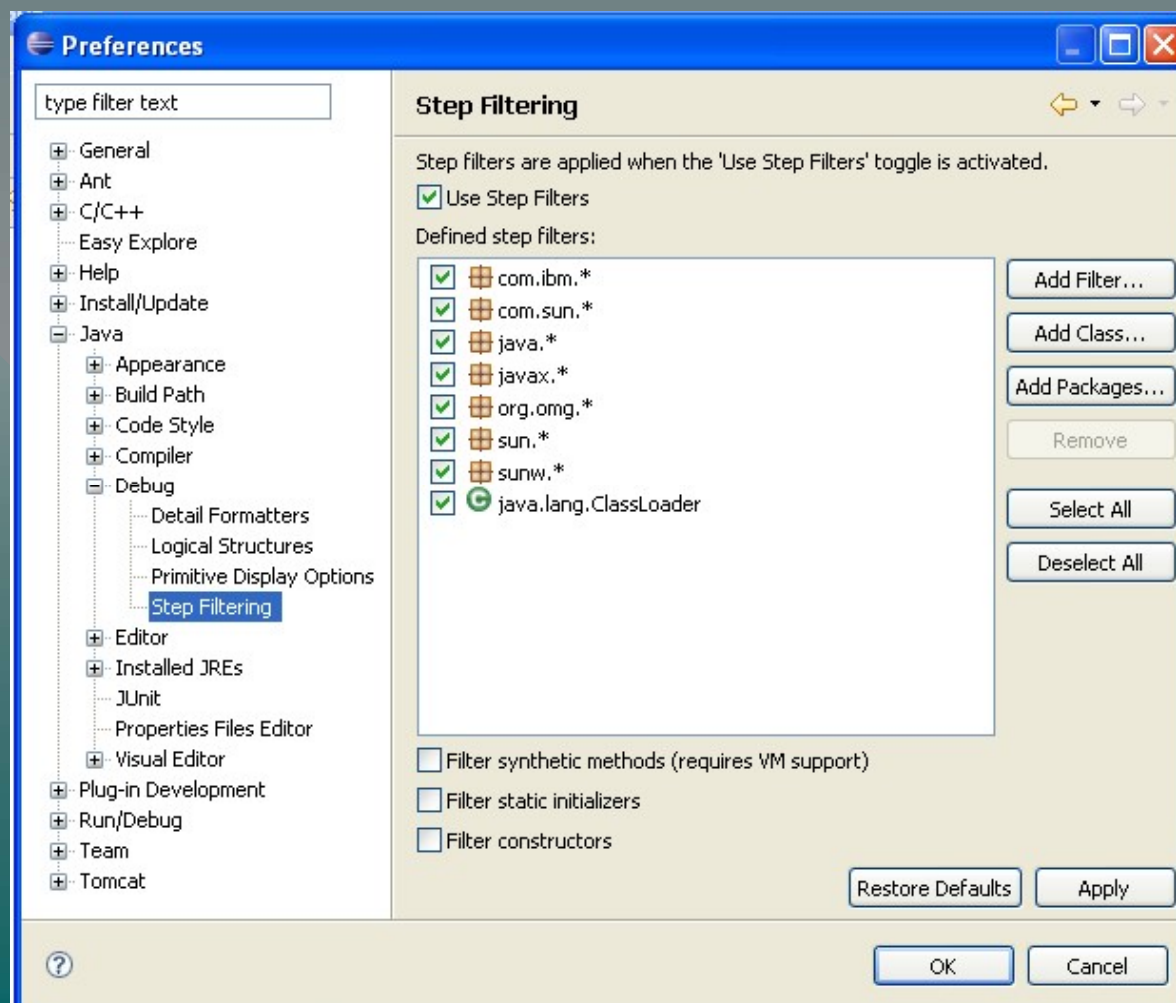 Preferences
type filter text
General
Ant
C/C++
Easy Explore
Help
Install/Update
Java
Appearance
Build Path
Code Style
Compiler
Debug
Detail Formatters
Logical Structures
Primitive Display Options
Step Filtering
Editor
Installed JREs
JUnit
Properties Files Editor
Visual Editor
Plug-in Development
Run/Debug
Team
Tomcat
Step Filtering
Step filters are applied when the 'Use Step Filters' toggle is activated.
Use Step Filters
Defined step filters:
com.ibm.*
com.sun.*
java.*
javax.*
org.omg.*
sun.*
sunw.*
java.lang.ClassLoader
Add Filter...
Add Class...
Add Packages...
Remove
Select All
Deselect All
Filter synthetic methods (requires VM support)
Filter static initializers
Filter constructors
Restore Defaults
Apply
OK
Cancel